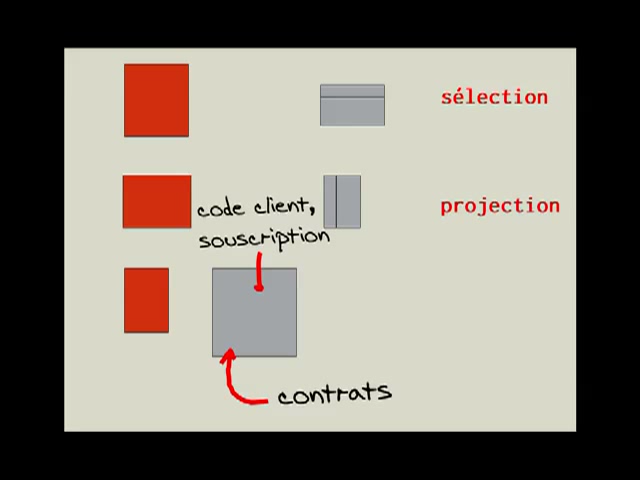 sélection
projection
code client,
souscription
contrats